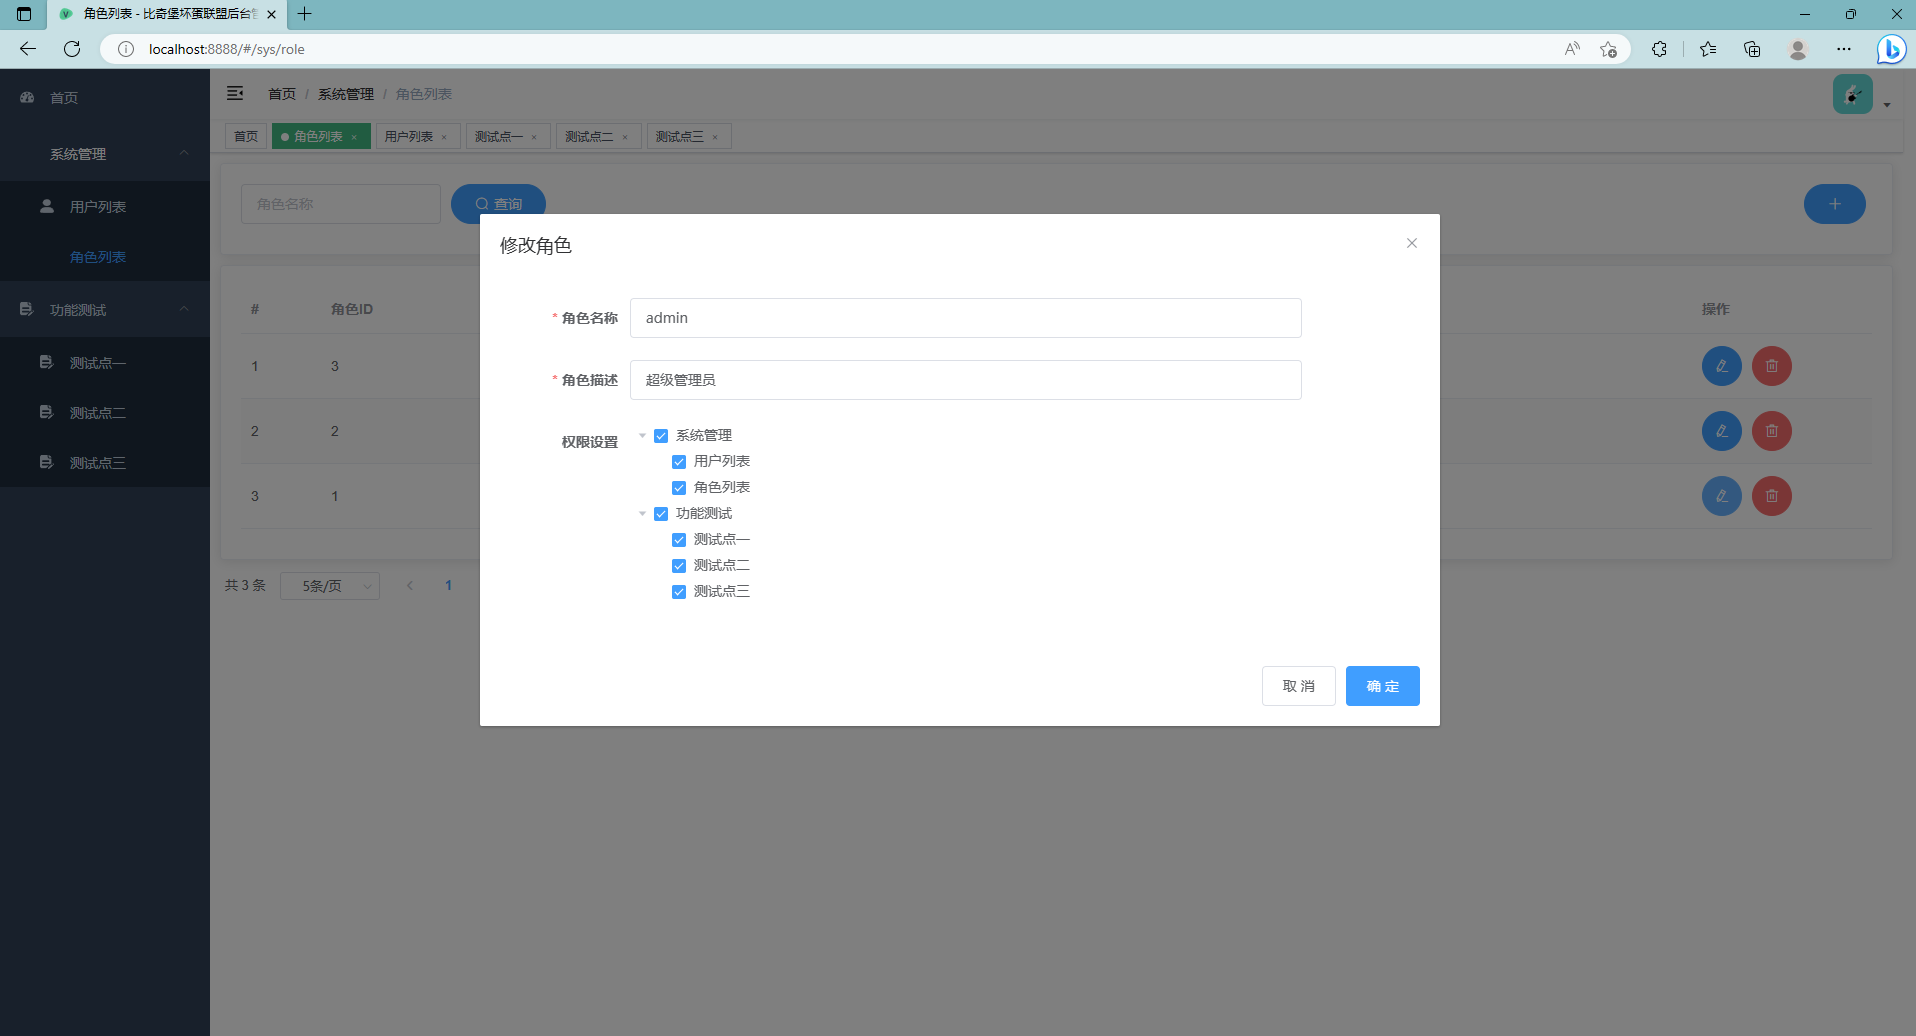 角色列表 - 比奇堡坏蛋联盟后台
localhost:8888/#/sys/role
首页
系统管理
用户列表
角色列表
功能测试
测试点一
测试点二
测试点三
首页 / 系统管理 / 角色列表
首页 角色列表 × 用户列表 × 测试点一 × 测试点二 × 测试点三 ×
角色名称 查询
# 角色ID 操作
1 3
2 2
3 1
共 3 条 5条/页 1
修改角色
* 角色名称 admin
* 角色描述 超级管理员
权限设置 系统管理
用户列表
角色列表
功能测试
测试点一
测试点二
测试点三
取 消 确 定